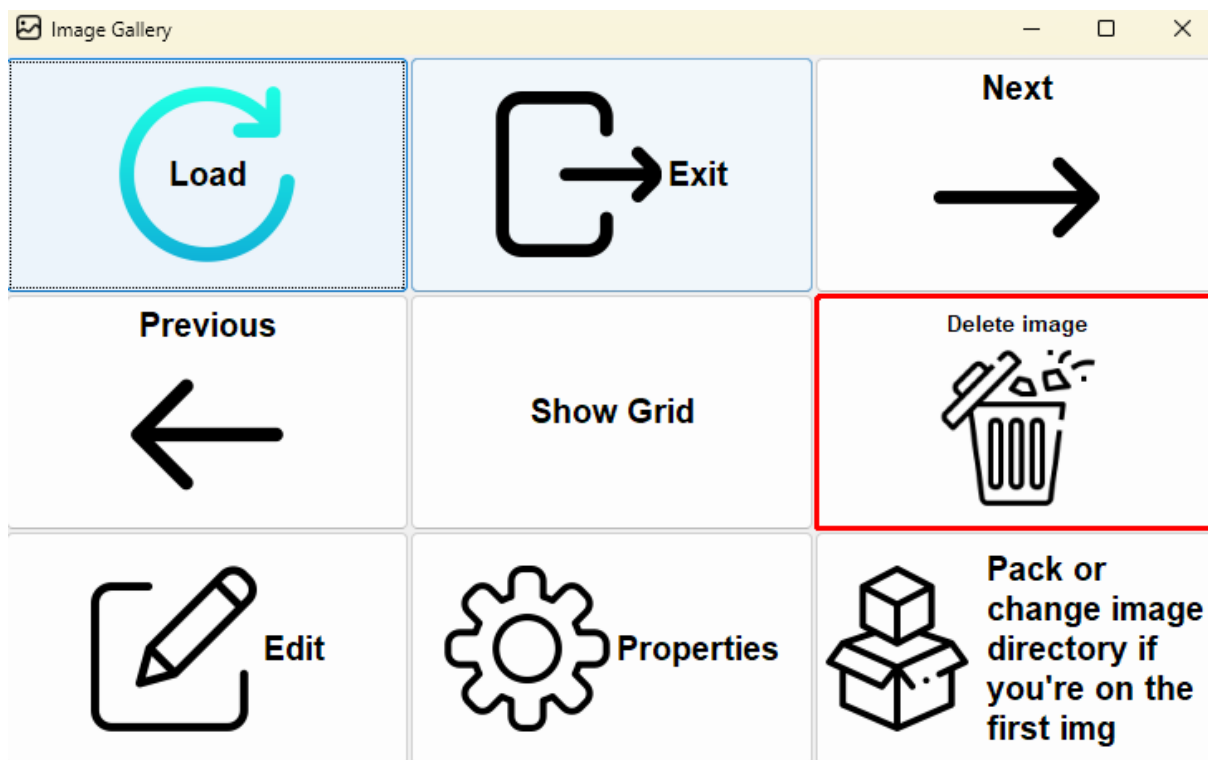 Image Gallery
Load
Exit
Next
Previous
Show Grid
Delete image
Edit
Properties
Pack or
change image
directory if
you're on the
first img